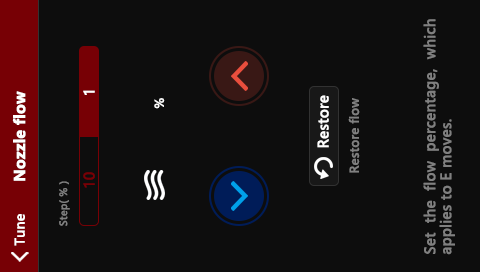 Tune Nozzle flow
Step( % )
10 1
%
Restore
Restore flow
Set the flow percentage, which
applies to E moves.